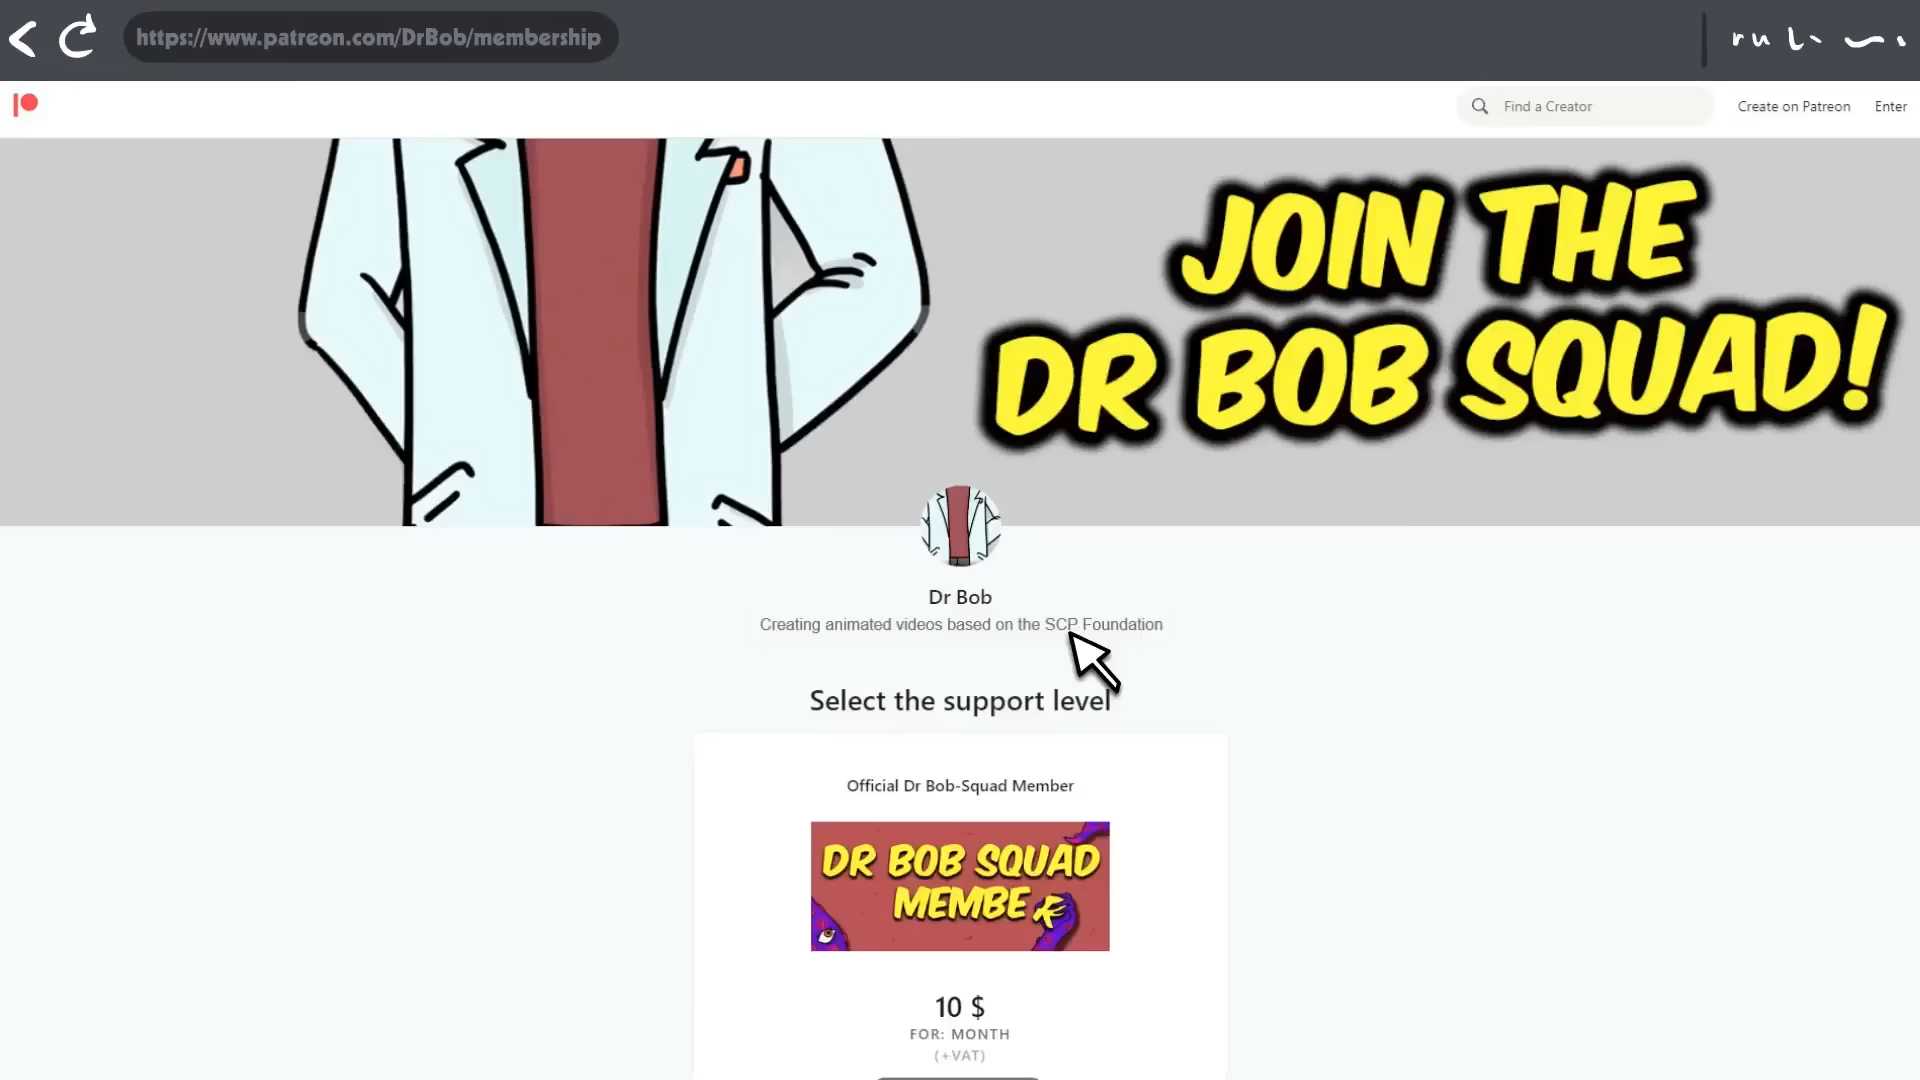 https://www.patreon.com/DrBob/membership
Find a Creator
Create on Patreon
Enter
JOIN THE
DR BOB SQUAD!
Dr Bob
Creating animated videos based on the SCP Foundation
Select the support level
Official Dr Bob-Squad Member
DR BOB SQUAD
MEMBER
10 $
FOR: MONTH
(+VAT)